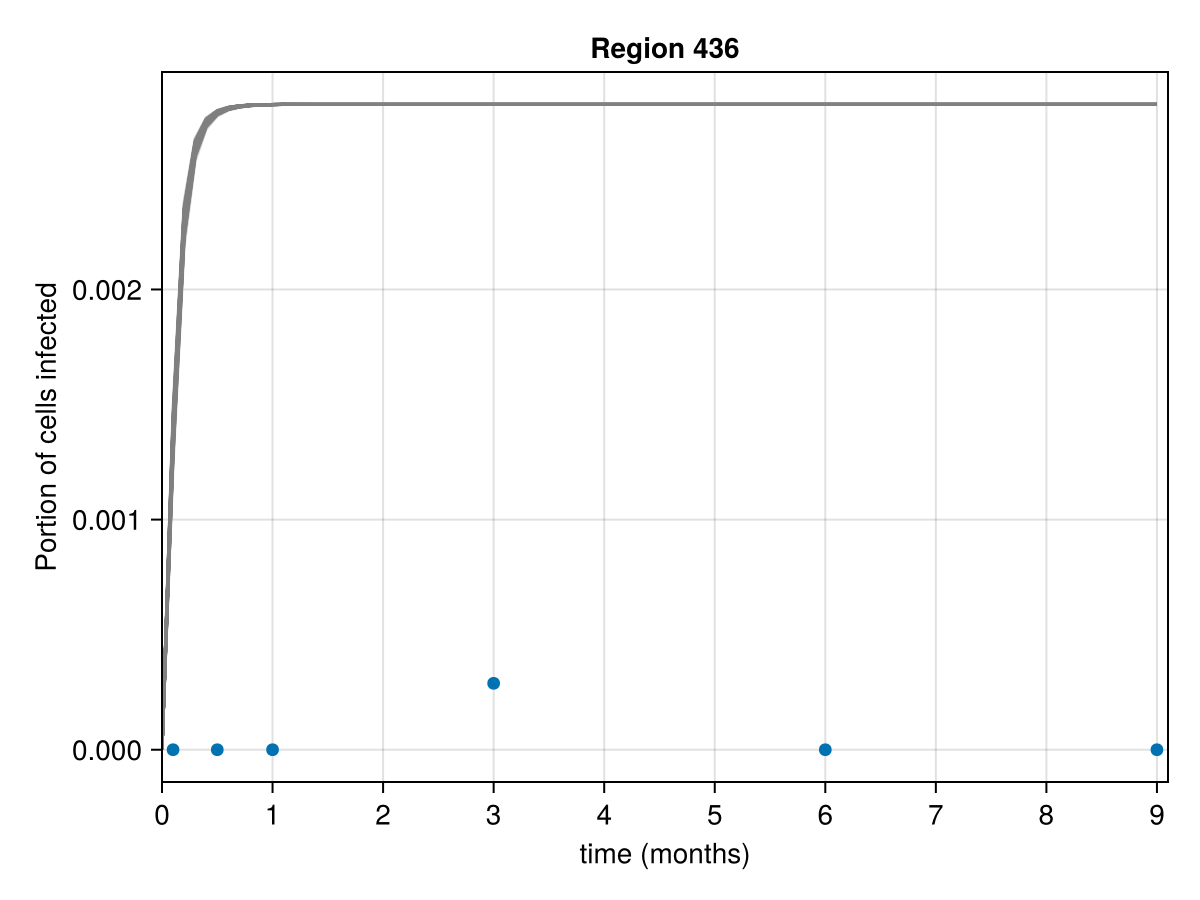 Region 436
Portion of cells infected
0.002
0.001
0.000
0 1 2 3 4 5 6 7 8 9
time (months)